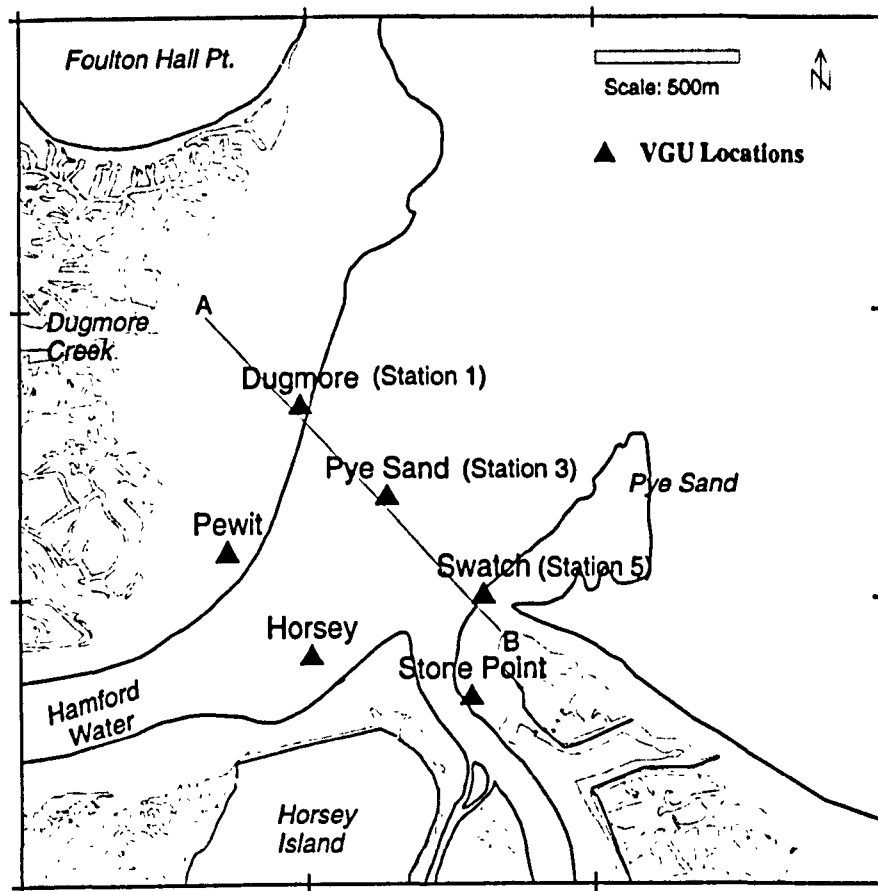 Foulton Hall Pt.
Scale: 500m
N
VGU Locations
A
Dugmore
Creek
Dugmore (Station 1)
Pye Sand (Station 3)
Pye Sand
Pewit
Swatch (Station 5)
Horsey
B
Stone Point
Hamford
Water
Horsey
Island